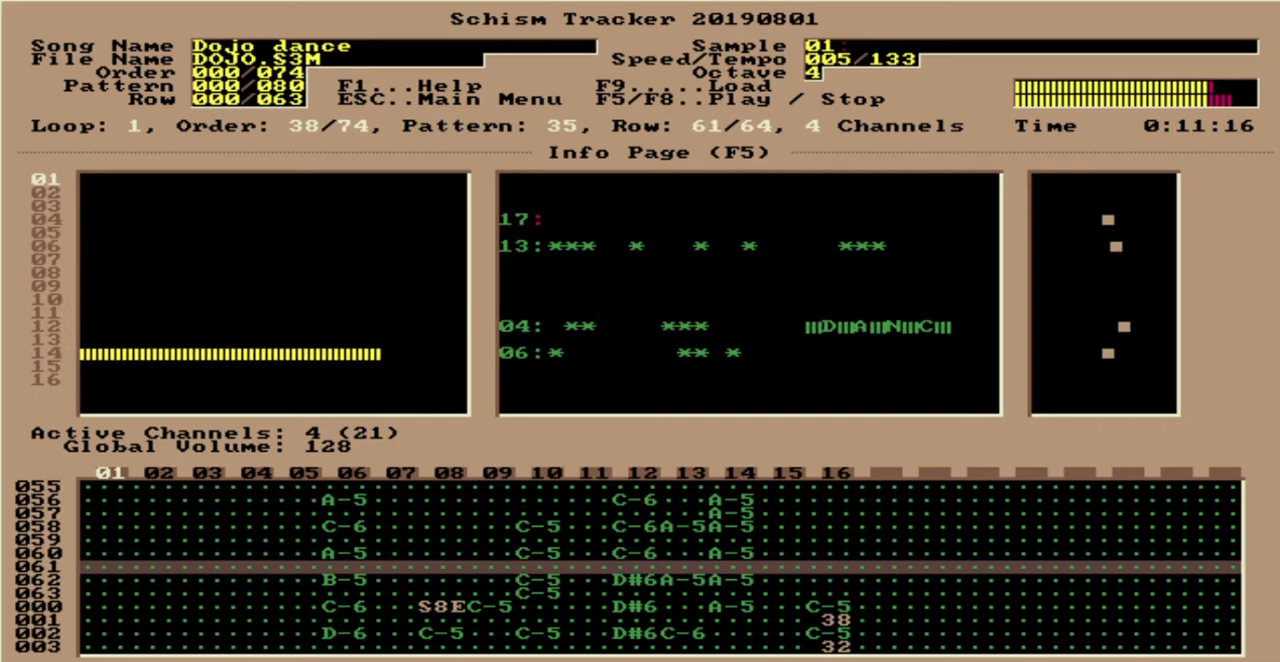 Schism Tracker 20190801
Song Name Dojo dance Sample 01:
File Name DOJO.S3M Speed/Tempo 005/133
Order 000/074 Octave 4
Pattern 000/080 F1...Help F9.....Load
Row 000/063 ESC..Main Menu F5/F8..Play / Stop
Loop: 1, Order: 38/74, Pattern: 35, Row: 61/64, 4 Channels Time 0:11:16
Info Page (F5)
01
02
03
04 17:
05
06 13:*** * * * ***
07
08
09
10
11
12 04: ** *** |||D|||A|||N|||C|||
13
14 06:* ** *
15
16
Active Channels: 4 (21)
Global Volume: 128
01 02 03 04 05 06 07 08 09 10 11 12 13 14 15 16
055
056 A-5 C-6 A-5
057 A-5
058 C-6 C-5 C-6 A-5 A-5
059
060 A-5 C-5 C-6 A-5
061
062 B-5 C-5 D#6 A-5 A-5
063 C-5
000 C-6 S8E C-5 D#6 A-5 C-5
001 38
002 D-6 C-5 C-5 D#6 C-6 C-5
003 32